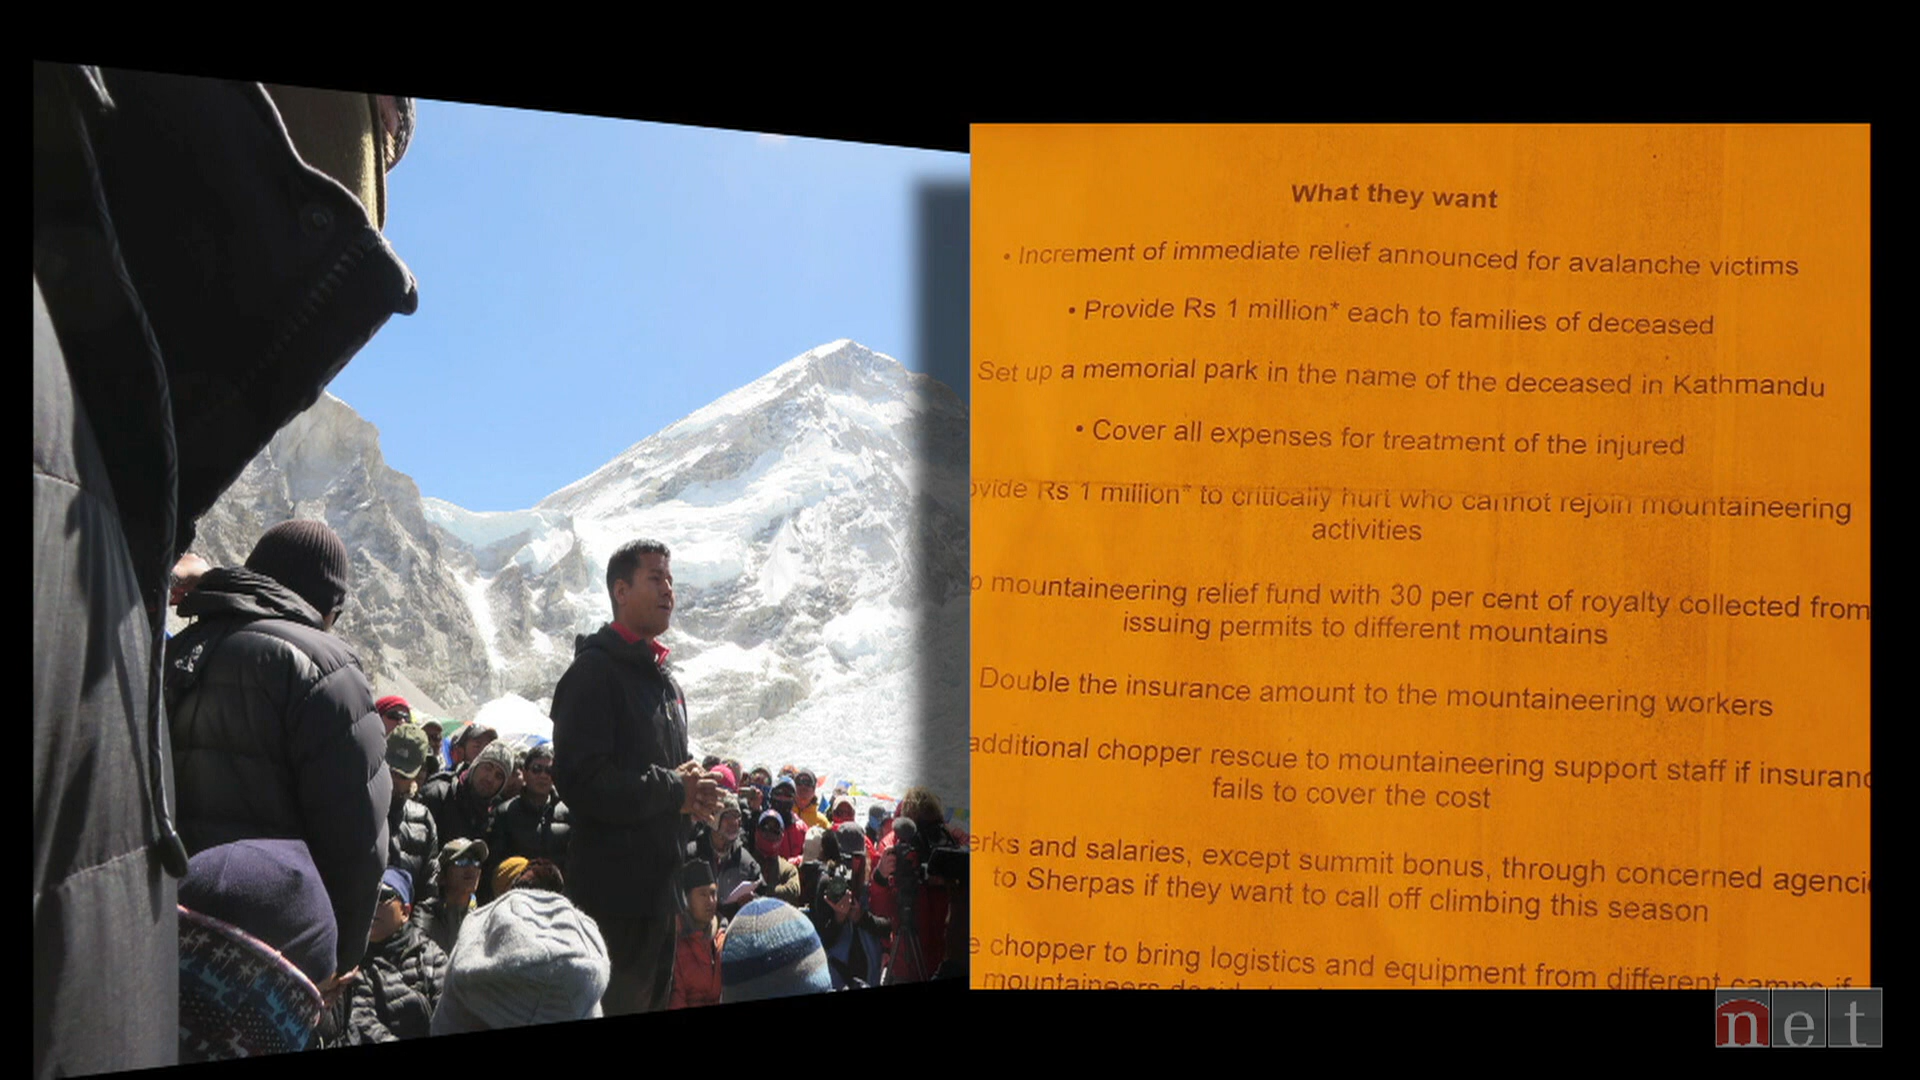 What they want
• Increment of immediate relief announced for avalanche victims
• Provide Rs 1 million* each to families of deceased
Set up a memorial park in the name of the deceased in Kathmandu
• Cover all expenses for treatment of the injured
Rs 1 million* to critically hurt who cannot rejoin mountaineering
activities
mountaineering relief fund with 30 per cent of royalty collected from
issuing permits to different mountains
Double the insurance amount to the mountaineering workers
additional chopper rescue to mountaineering support staff if
fails to cover the cost
and salaries, except summit bonus, through concerned
to Sherpas if they want to call off climbing this season
chopper to bring logistics and equipment from different camps if
mountaineers
net